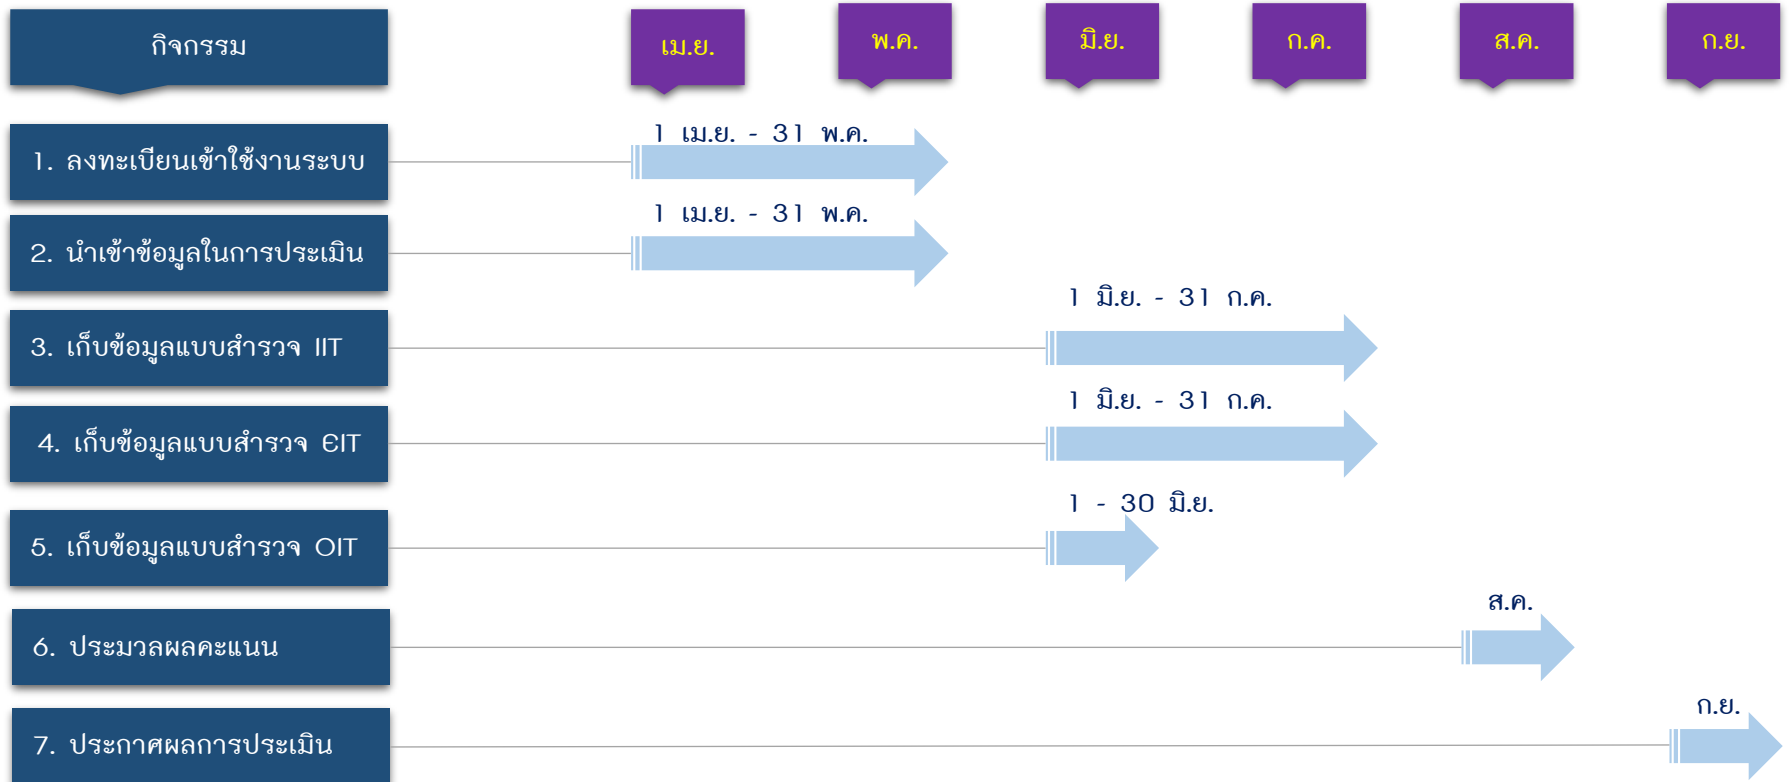 กิจกรรม
เม.ย.
พ.ค.
มิ.ย.
ก.ค.
ส.ค.
ก.ย.
1. ลงทะเบียนเข้าใช้งานระบบ
1 เม.ย. - 31 พ.ค.
2. นำเข้าข้อมูลในการประเมิน
1 เม.ย. - 31 พ.ค.
3. เก็บข้อมูลแบบสำรวจ IIT
1 มิ.ย. - 31 ก.ค.
4. เก็บข้อมูลแบบสำรวจ EIT
1 มิ.ย. - 31 ก.ค.
5. เก็บข้อมูลแบบสำรวจ OIT
1 - 30 มิ.ย.
6. ประมวลผลคะแนน
ส.ค.
7. ประกาศผลการประเมิน
ก.ย.